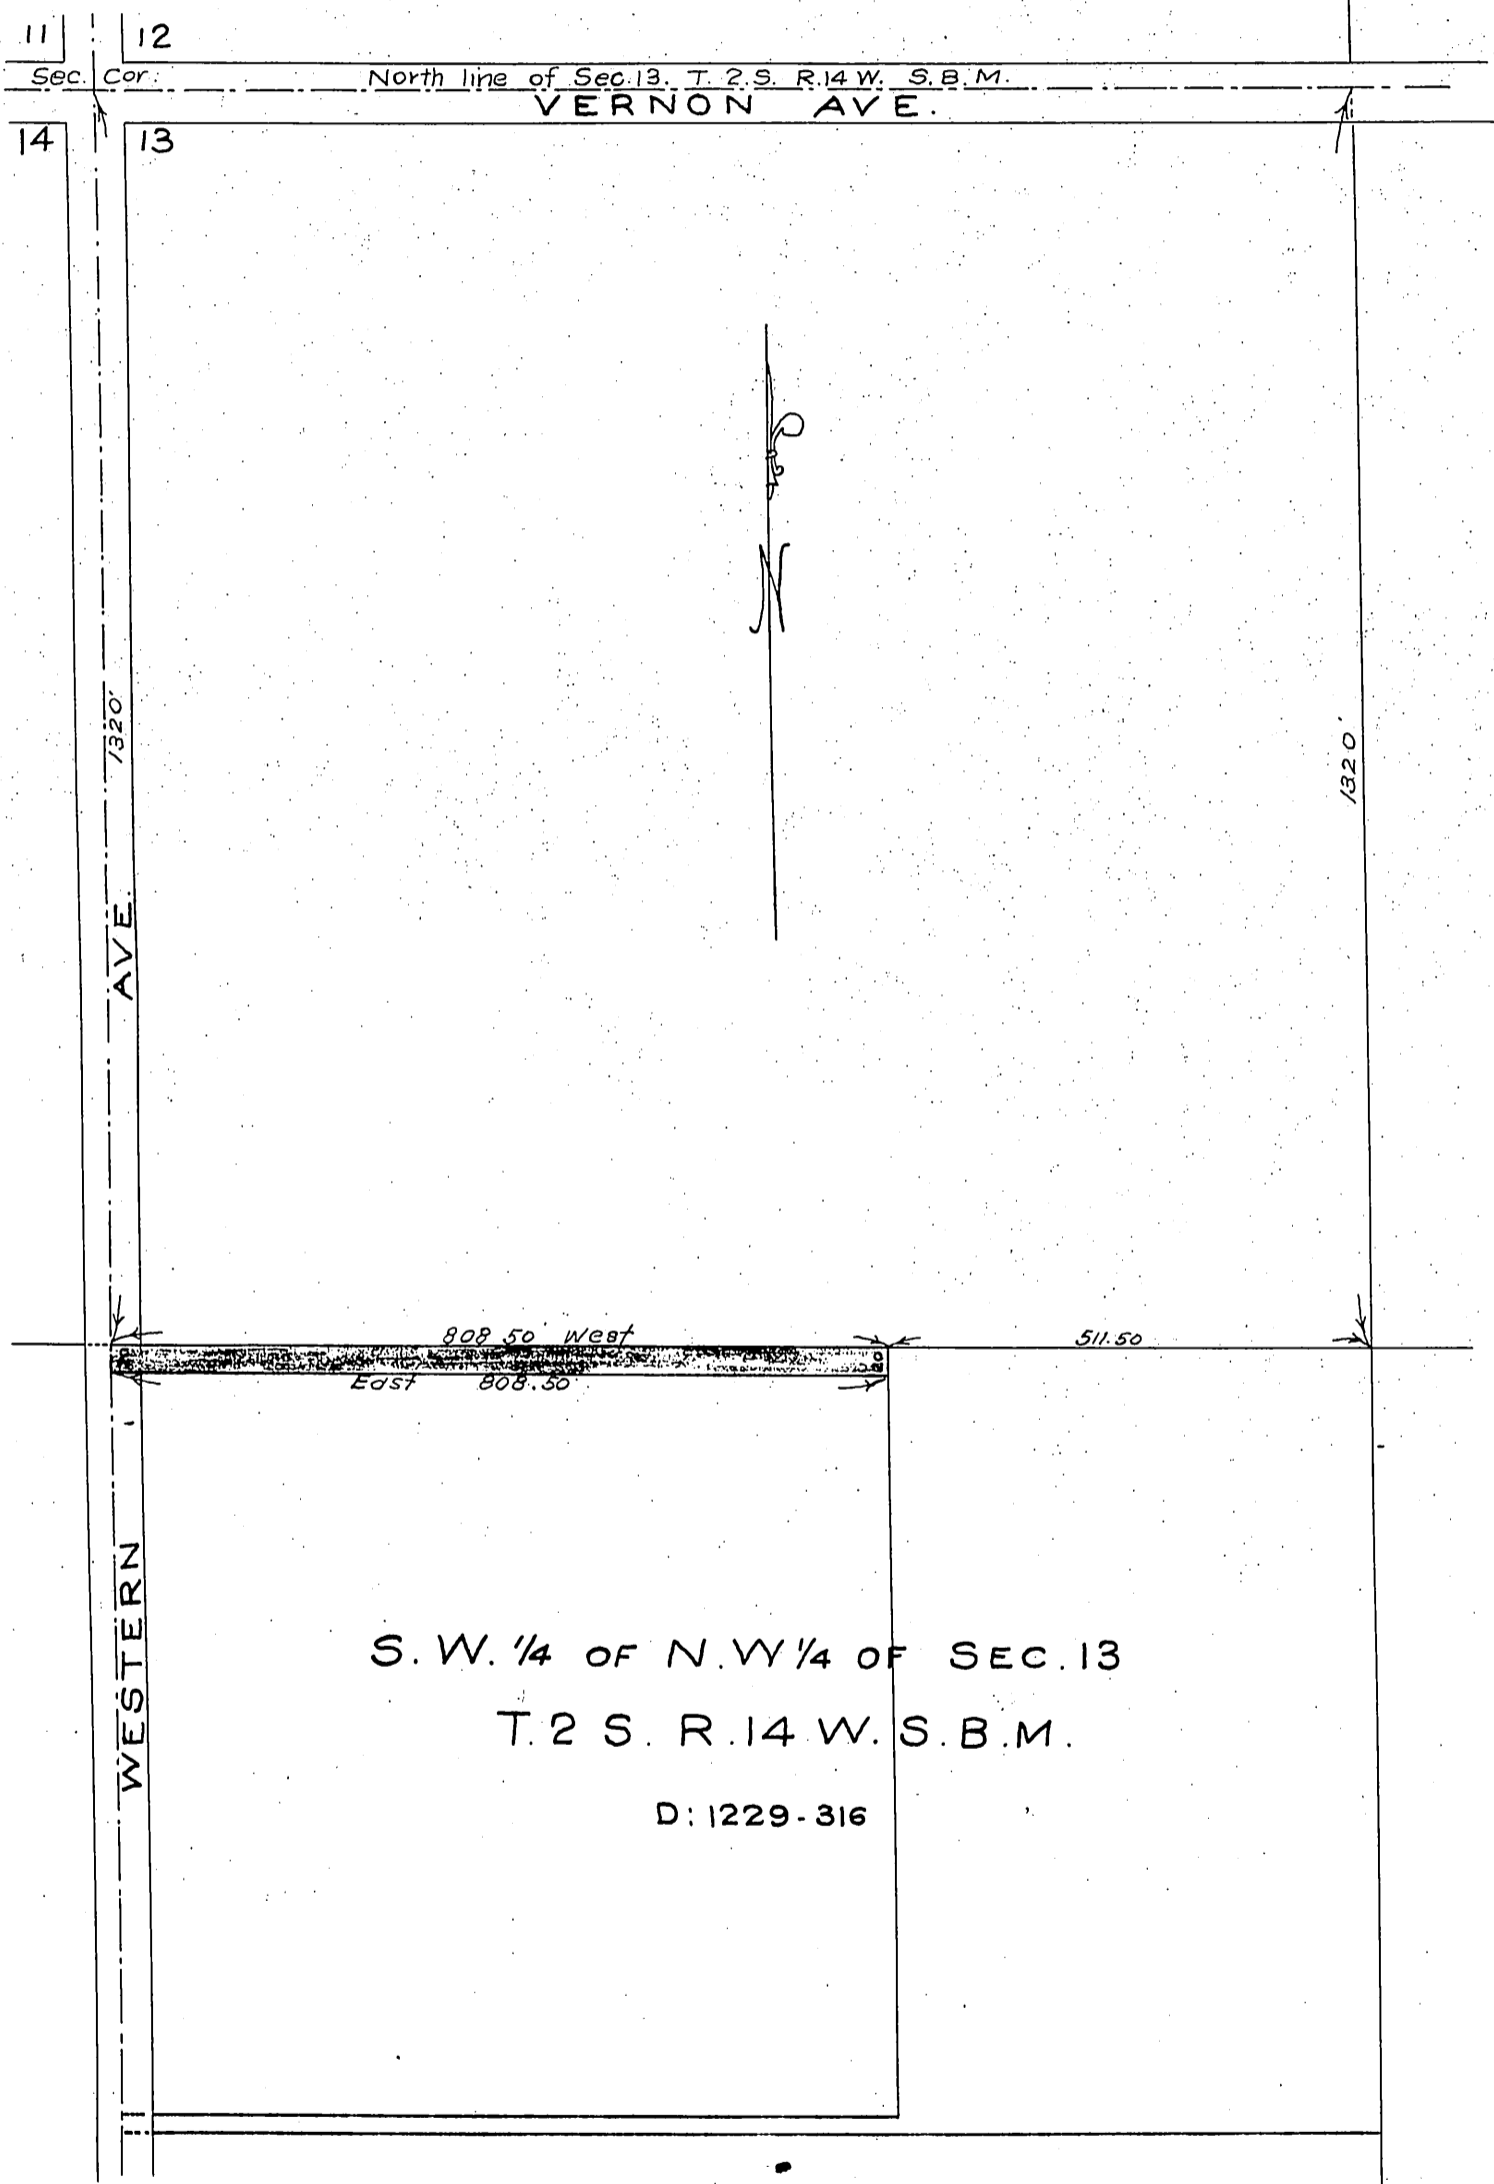 11
12
Sec. Cor.
North line of Sec. 13. T. 2. S. R. 14 W. S. B. M.
VERNON AVE.
14
13
N
1320'
1320'
WESTERN AVE.
808.50' West
511.50
East 808.50'
S. W. 1/4 OF N. W 1/4 OF SEC. 13
T. 2 S. R. 14 W. S. B. M.
D: 1229-316